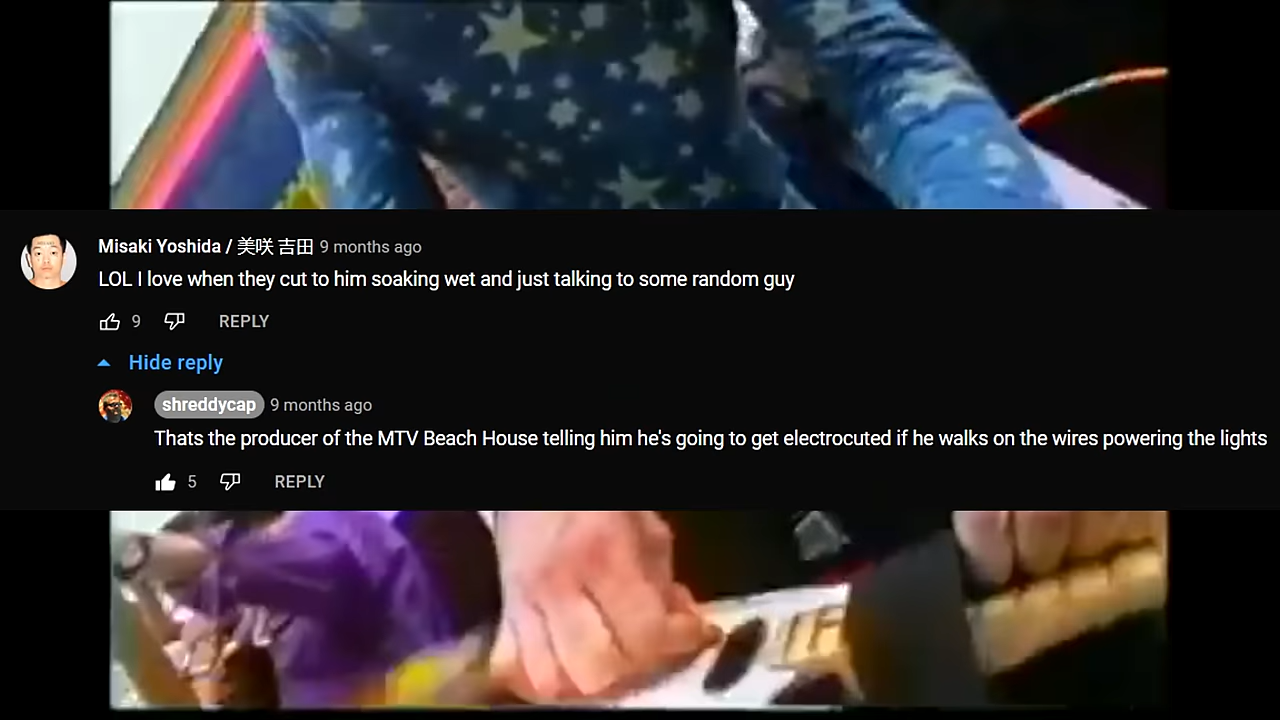 Misaki Yoshida / 美咲 吉田 9 months ago
LOL I love when they cut to him soaking wet and just talking to some random guy
9 REPLY
Hide reply
shreddycap 9 months ago
Thats the producer of the MTV Beach House telling him he's going to get electrocuted if he walks on the wires powering the lights
5 REPLY